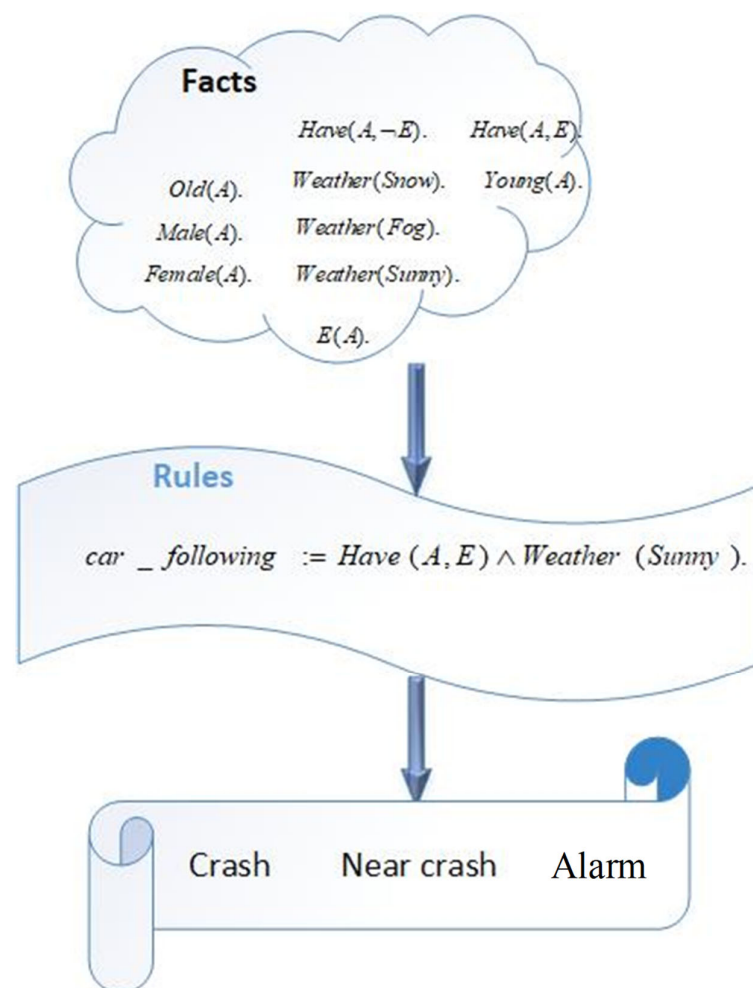 Facts
Have(A,¬E). Have(A,E).
Old(A). Weather(Snow). Young(A).
Male(A). Weather(Fog).
Female(A). Weather(Sunny).
E(A).
Rules
car _ following := Have (A,E) ∧ Weather (Sunny ).
Crash Near crash Alarm